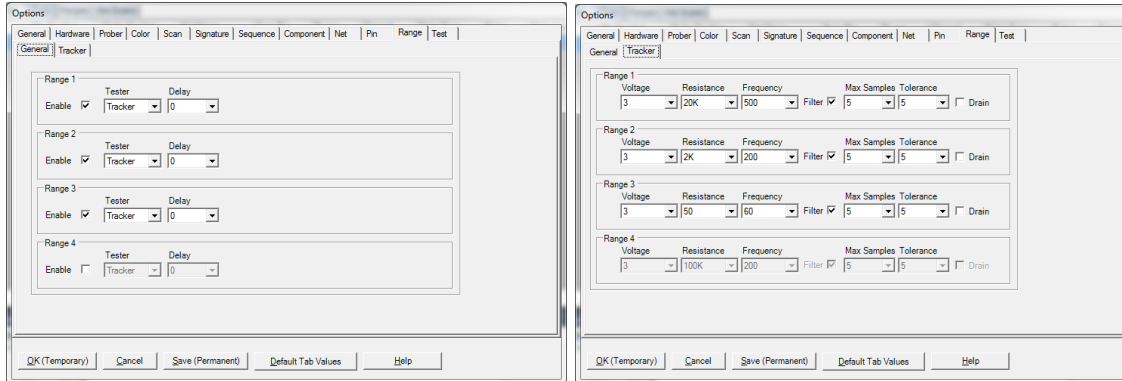 Options
General Hardware Prober Color Scan Signature Sequence Component Net Pin Range Test
General Tracker
Range 1
Tester Delay
Enable Tracker 0
Range 2
Tester Delay
Enable Tracker 0
Range 3
Tester Delay
Enable Tracker 0
Range 4
Tester Delay
Enable Tracker 0
OK (Temporary) Cancel Save (Permanent) Default Tab Values Help
Options
General Hardware Prober Color Scan Signature Sequence Component Net Pin Range Test
General Tracker
Range 1
Voltage Resistance Frequency Max Samples Tolerance
3 20K 500 Filter 5 5 Drain
Range 2
Voltage Resistance Frequency Max Samples Tolerance
3 2K 200 Filter 5 5 Drain
Range 3
Voltage Resistance Frequency Max Samples Tolerance
3 50 60 Filter 5 5 Drain
Range 4
Voltage Resistance Frequency Max Samples Tolerance
3 100K 200 Filter 5 5 Drain
OK (Temporary) Cancel Save (Permanent) Default Tab Values Help